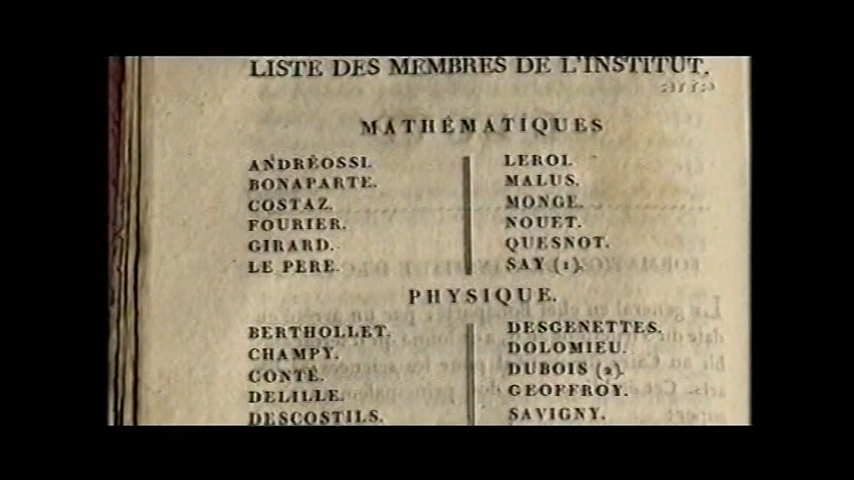 LISTE DES MEMBRES DE L'INSTITUT.
MATHÉMATIQUES
ANDRÉOSSI.
BONAPARTE.
COSTAZ.
FOURIER.
GIRARD.
LE PERE.
LEROI.
MALUS.
MONGE.
NOUET.
QUESNOT.
SAY (1).
PHYSIQUE.
BERTHOLLET.
CHAMPY.
CONTÉ.
DELILLE.
DESCOSTILS.
DESGENETTES.
DOLOMIEU.
DUBOIS (2).
GEOFFROY.
SAVIGNY.